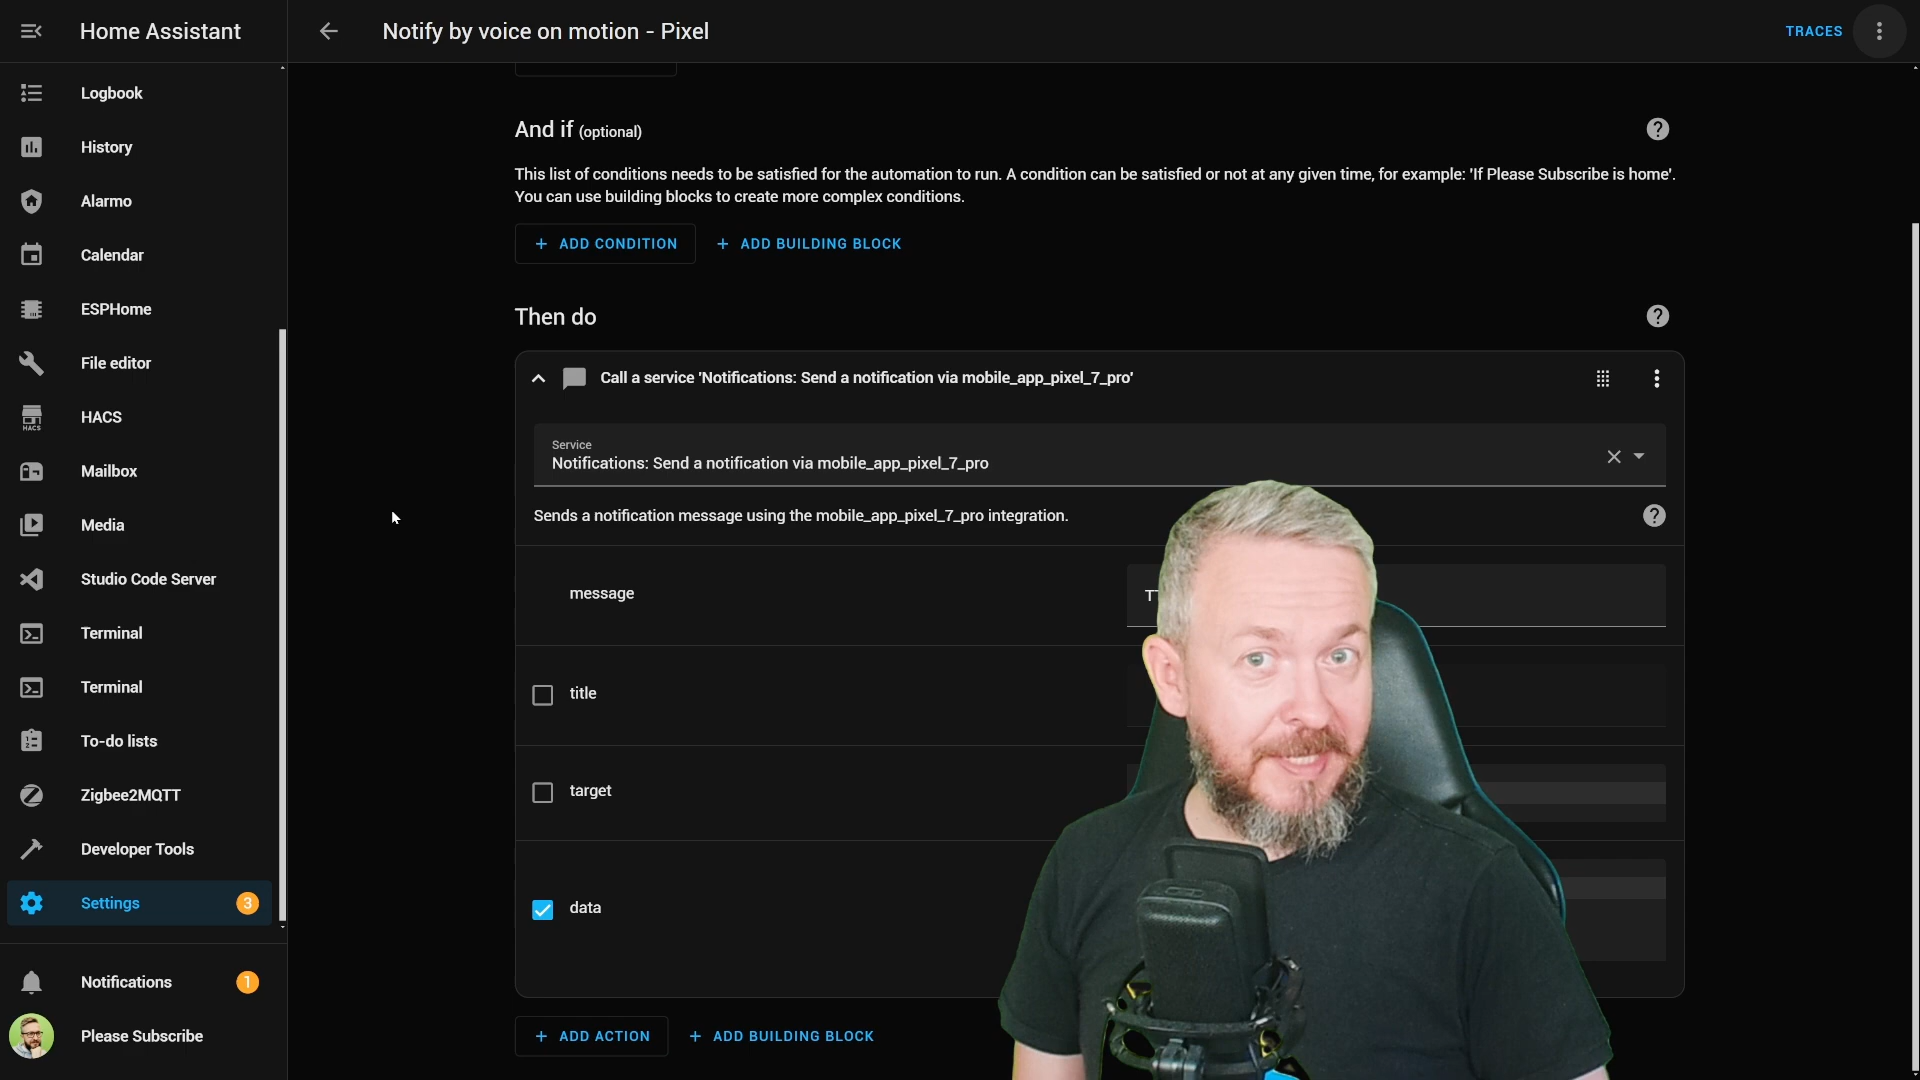 Home Assistant
Notify by voice on motion - Pixel
TRACES
Logbook
History
Alarmo
Calendar
ESPHome
File editor
HACS
HACS
Mailbox
Media
Studio Code Server
Terminal
Terminal
To-do lists
Zigbee2MQTT
Developer Tools
Settings
3
Notifications
1
Please Subscribe
And if (optional)
This list of conditions needs to be satisfied for the automation to run. A condition can be satisfied or not at any given time, for example: 'If Please Subscribe is home'.
You can use building blocks to create more complex conditions.
+ ADD CONDITION
+ ADD BUILDING BLOCK
Then do
Call a service 'Notifications: Send a notification via mobile_app_pixel_7_pro'
Service
Notifications: Send a notification via mobile_app_pixel_7_pro
Sends a notification message using the mobile_app_pixel_7_pro integration.
message
title
target
data
+ ADD ACTION
+ ADD BUILDING BLOCK